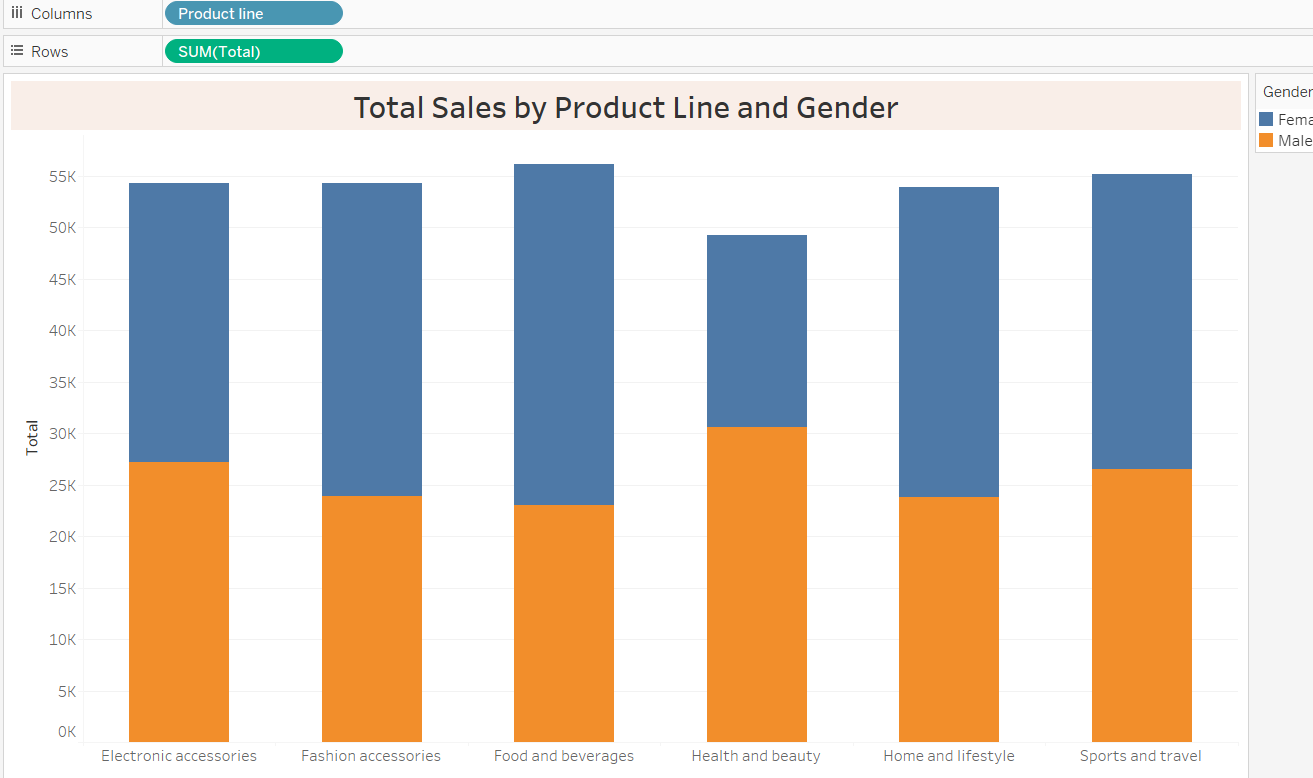 Columns
Product line
Rows
SUM(Total)
Total Sales by Product Line and Gender
Gender
Fema
Male
Total
55K
50K
45K
40K
35K
30K
25K
20K
15K
10K
5K
0K
Electronic accessories
Fashion accessories
Food and beverages
Health and beauty
Home and lifestyle
Sports and travel